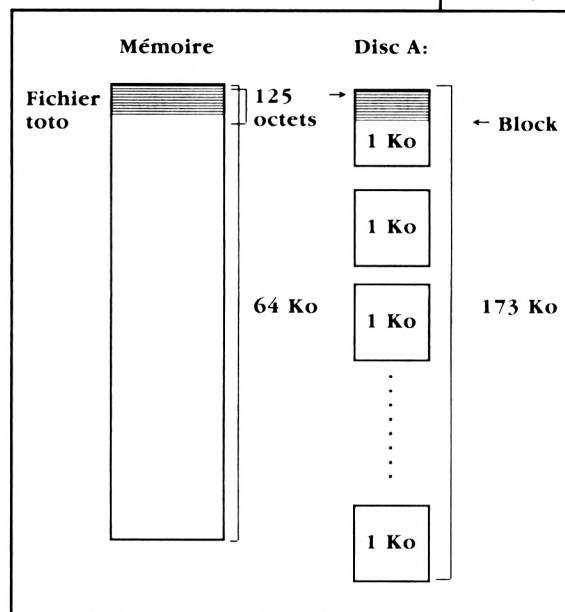 Mémoire
Disc A:
Fichier
toto
125
octets
→
← Block
1 Ko
1 Ko
1 Ko
64 Ko
173 Ko
1 Ko